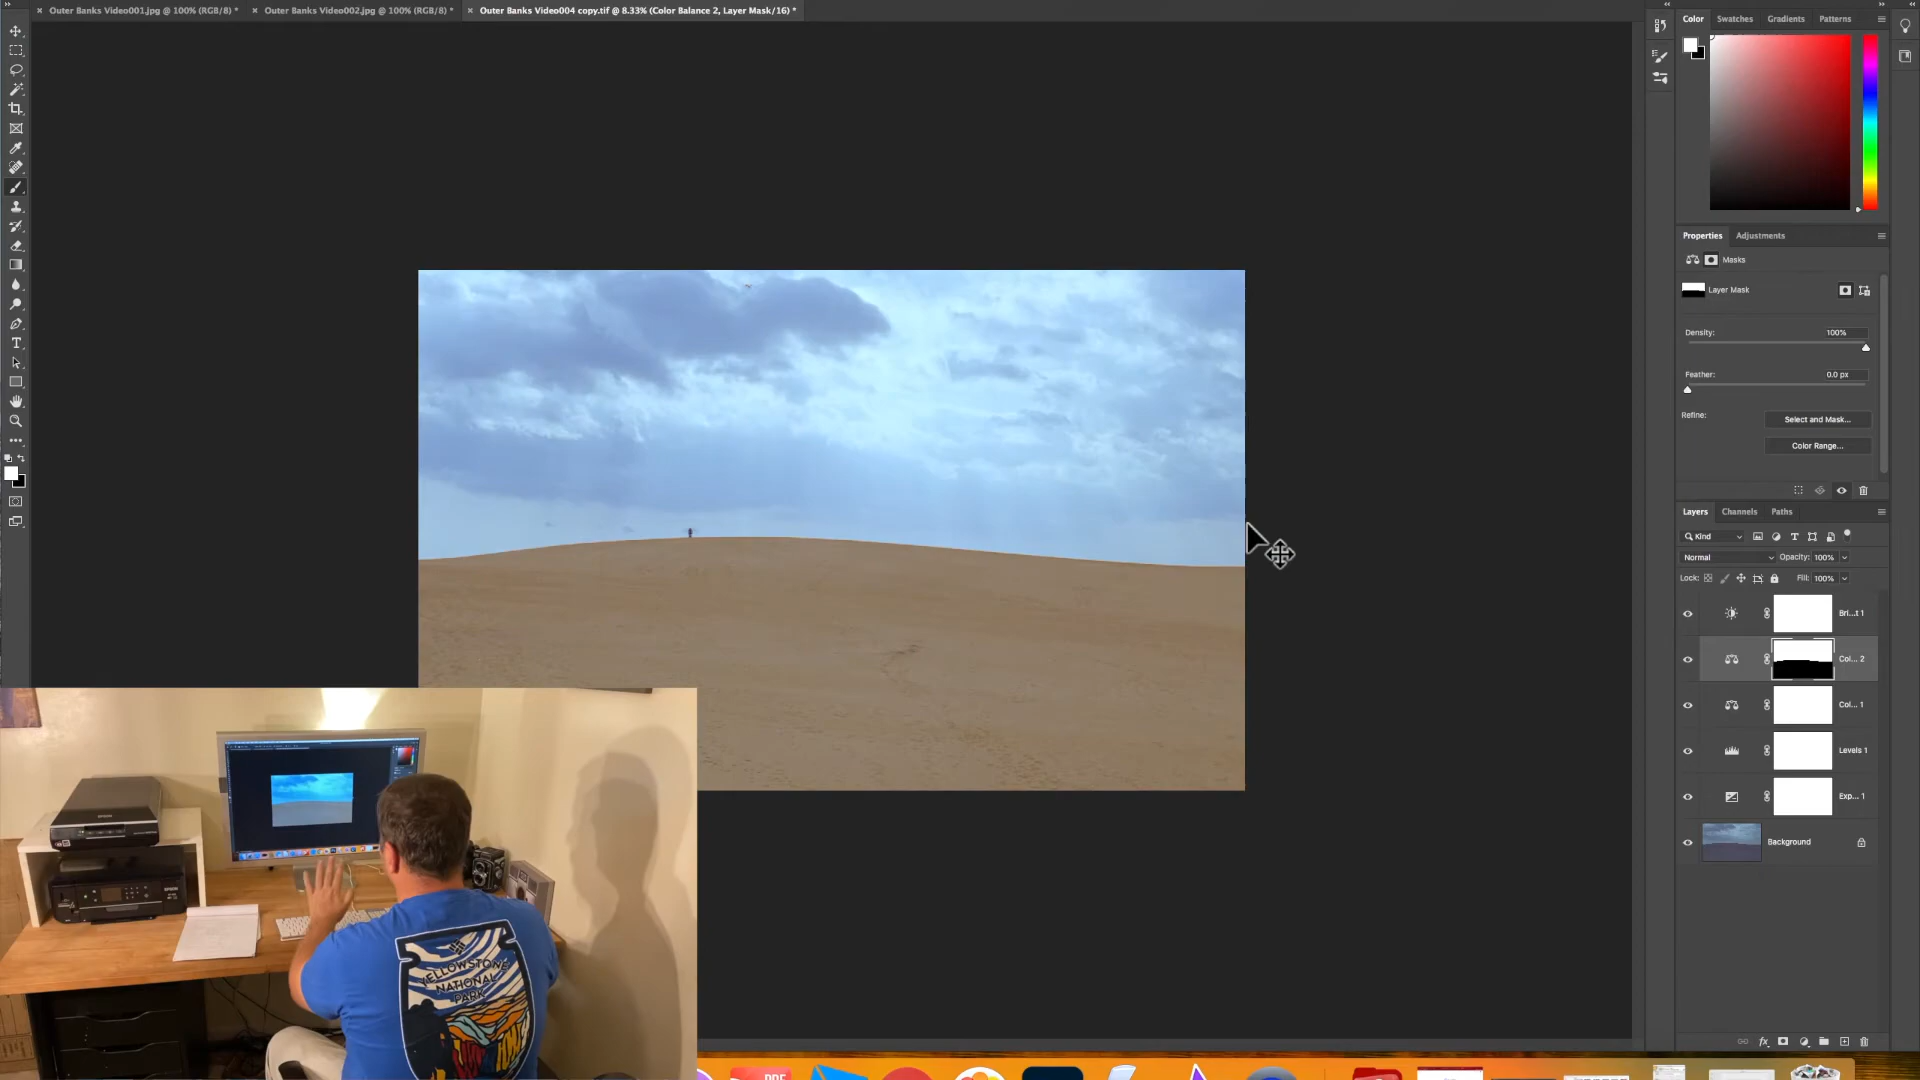 Outer Banks Video001.jpg @ 100% (RGB/8) *
Outer Banks Video002.jpg @ 100% (RGB/8) *
Outer Banks Video004 copy.tif @ 8.33% (Color Balance 2, Layer Mask/16) *
Color
Swatches
Gradients
Patterns
Properties
Adjustments
Masks
Layer Mask
Density:
100%
Feather:
0.0 px
Refine:
Select and Mask...
Color Range...
Layers
Channels
Paths
Kind
Normal
Opacity: 100%
Lock:
Fill: 100%
Bri...t 1
Col... 2
Col... 1
Levels 1
Exp... 1
Background
EPSON
YELLOWSTONE
NATIONAL
PARK
PDF